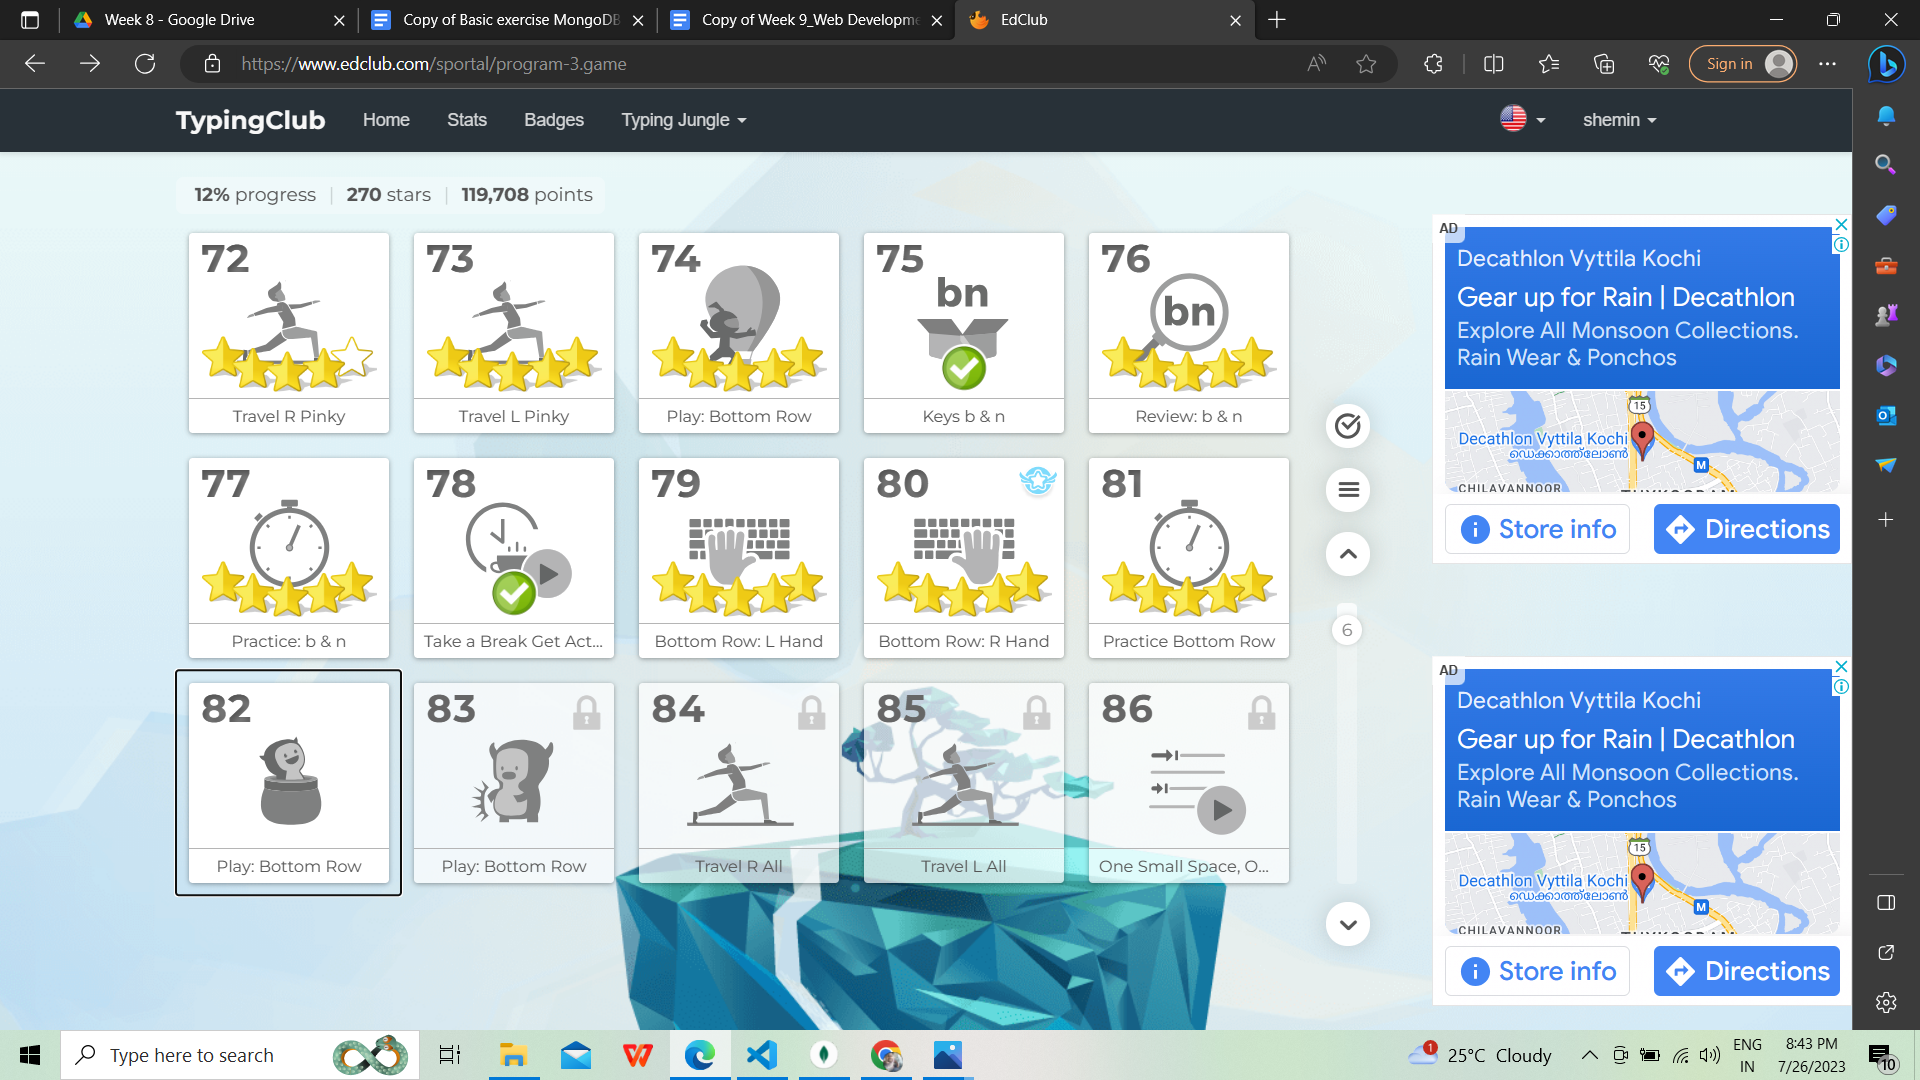 Week 8 - Google Drive
Copy of Basic exercise MongoDB
Copy of Week 9_Web Developme
EdClub
https://www.edclub.com/sportal/program-3.game
Sign in
TypingClub
Home
Stats
Badges
Typing Jungle
shemin
12% progress
270 stars
119,708 points
72
73
74
75
bn
76
bn
Travel R Pinky
Travel L Pinky
Play: Bottom Row
Keys b & n
Review: b & n
77
78
79
80
81
Practice: b & n
Take a Break Get Act...
Bottom Row: L Hand
Bottom Row: R Hand
Practice Bottom Row
82
83
84
85
86
Play: Bottom Row
Play: Bottom Row
Travel R All
Travel L All
One Small Space, O...
6
AD
Decathlon Vyttila Kochi
Gear up for Rain | Decathlon
Explore All Monsoon Collections.
Rain Wear & Ponchos
15
Decathlon Vyttila Kochi
ഡെക്കാത്ത്ലോൺ
M
CHILAVANNOOR
Store info
Directions
AD
Decathlon Vyttila Kochi
Gear up for Rain | Decathlon
Explore All Monsoon Collections.
Rain Wear & Ponchos
15
Decathlon Vyttila Kochi
ഡെക്കാത്ത്ലോൺ
M
CHILAVANNOOR
Store info
Directions
Type here to search
1
25°C Cloudy
ENG
IN
8:43 PM
7/26/2023
10